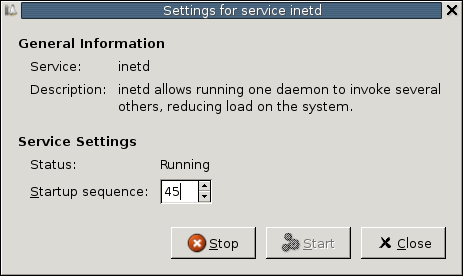 Settings for service inetd
General Information
Service: inetd
Description: inetd allows running one daemon to invoke several
others, reducing load on the system.
Service Settings
Status: Running
Startup sequence: 45
Stop Start Close